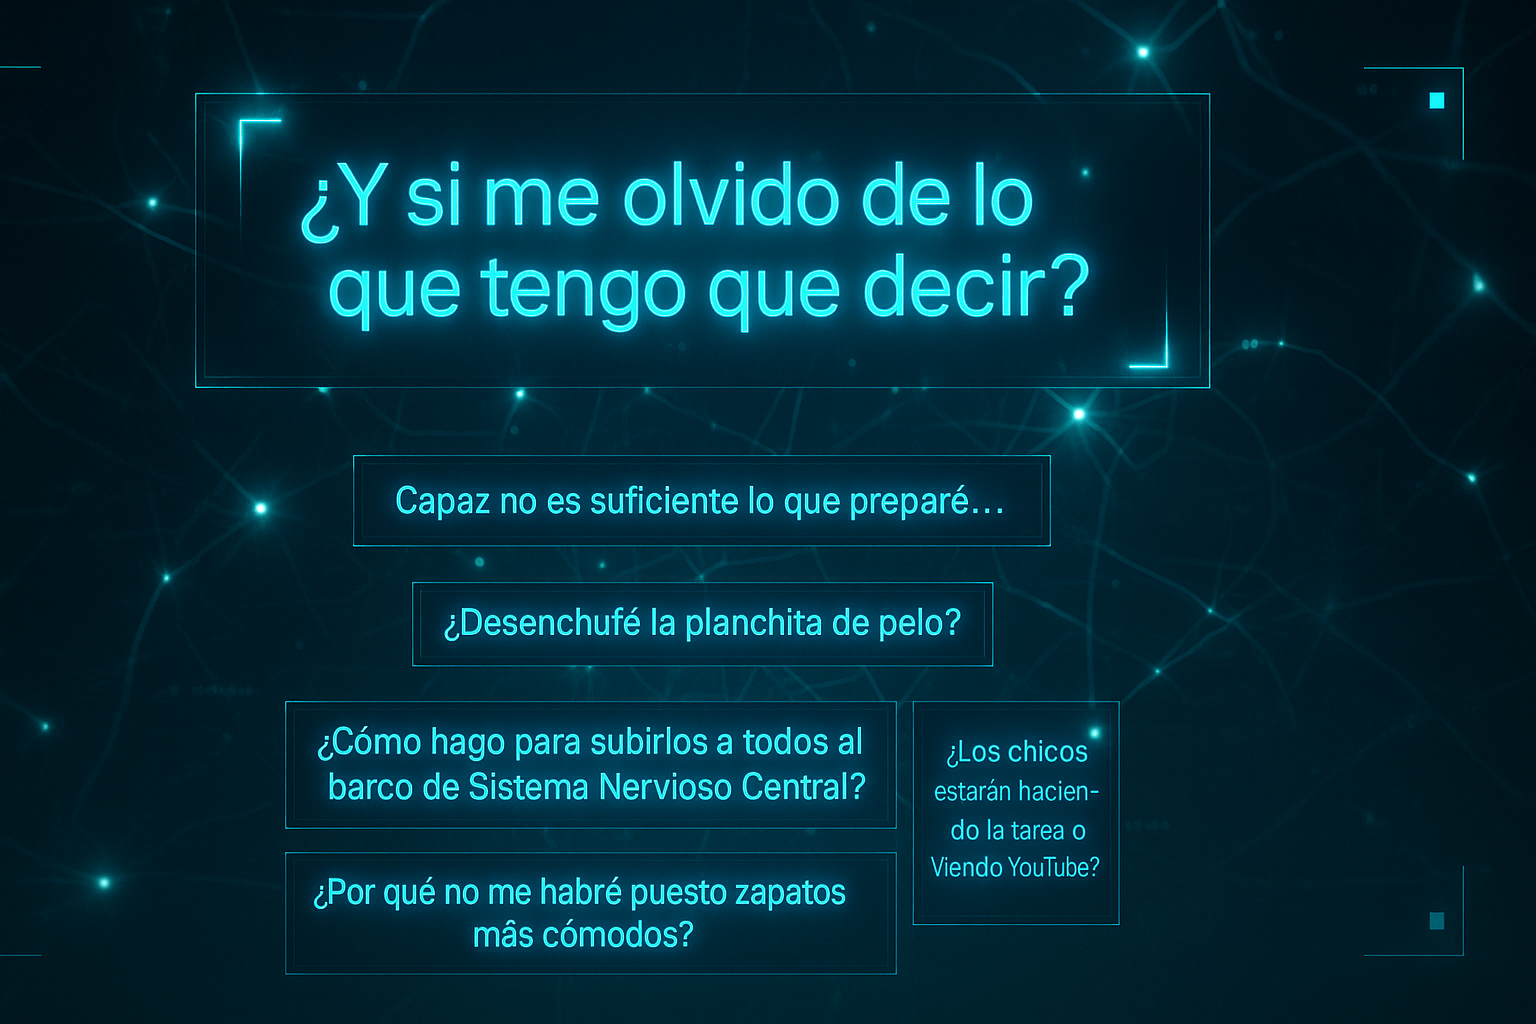 ¿Y si me olvido de lo
que tengo que decir?
Capaz no es suficiente lo que preparé...
¿Desenchufé la planchita de pelo?
¿Cómo hago para subirlos a todos al
barco de Sistema Nervioso Central?
¿Los chicos
estarán hacien-
do la tarea o
Viendo YouTube?
¿Por qué no me habré puesto zapatos
mâs cómodos?